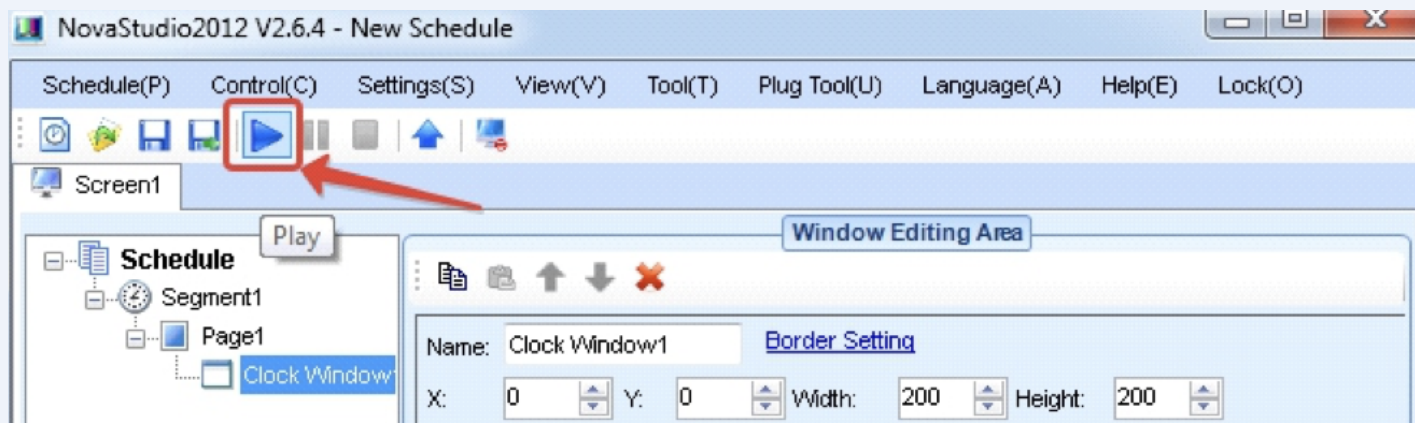 NovaStudio2012 V2.6.4 - New Schedule
Schedule(P) Control(C) Settings(S) View(V) Tool(T) Plug Tool(U) Language(A) Help(E) Lock(O)
Screen1
Play
Window Editing Area
Schedule
Segment1
Page1
Clock Window1
Name: Clock Window1 Border Setting
X: 0 Y: 0 Width: 200 Height: 200